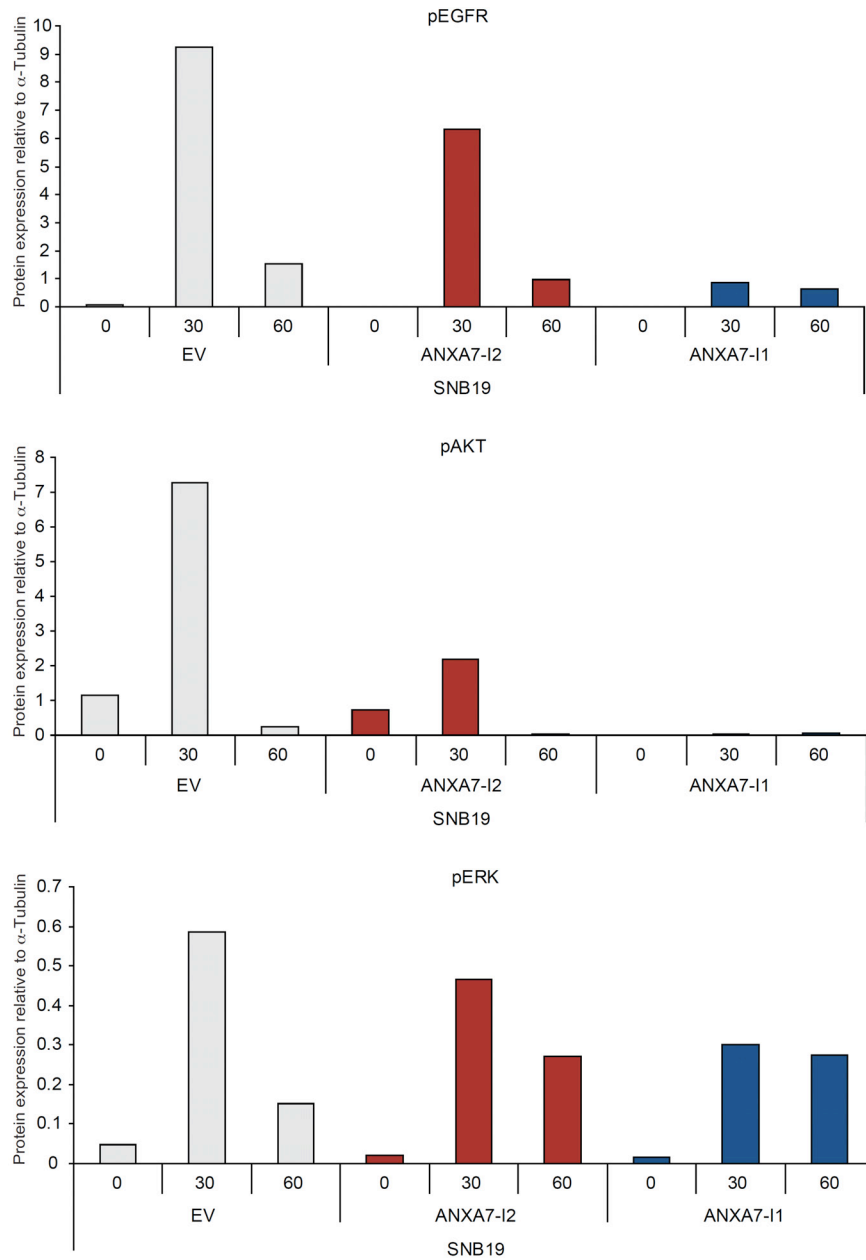 pEGFR
Protein expression relative to α-Tubulin
10
9
8
7
6
5
4
3
2
1
0
0 30 60 0 30 60 0 30 60
EV ANXA7-I2 ANXA7-I1
SNB19
pAKT
Protein expression relative to α-Tubulin
8
7
6
5
4
3
2
1
0
0 30 60 0 30 60 0 30 60
EV ANXA7-I2 ANXA7-I1
SNB19
pERK
Protein expression relative to α-Tubulin
0.7
0.6
0.5
0.4
0.3
0.2
0.1
0
0 30 60 0 30 60 0 30 60
EV ANXA7-I2 ANXA7-I1
SNB19